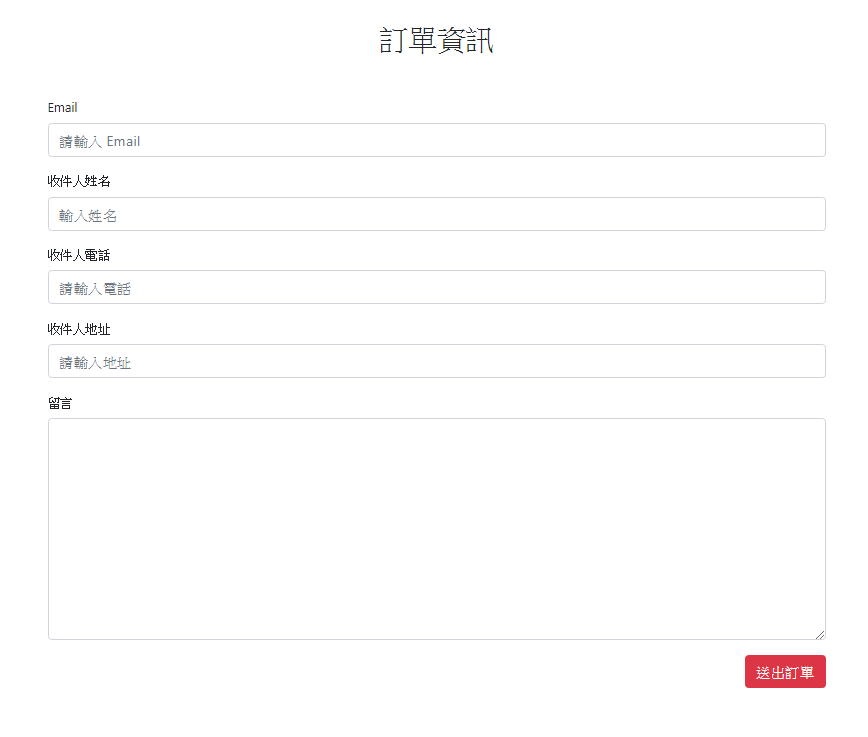 訂單資訊
Email
請輸入 Email
收件人姓名
輸入姓名
收件人電話
請輸入電話
收件人地址
請輸入地址
留言
送出訂單